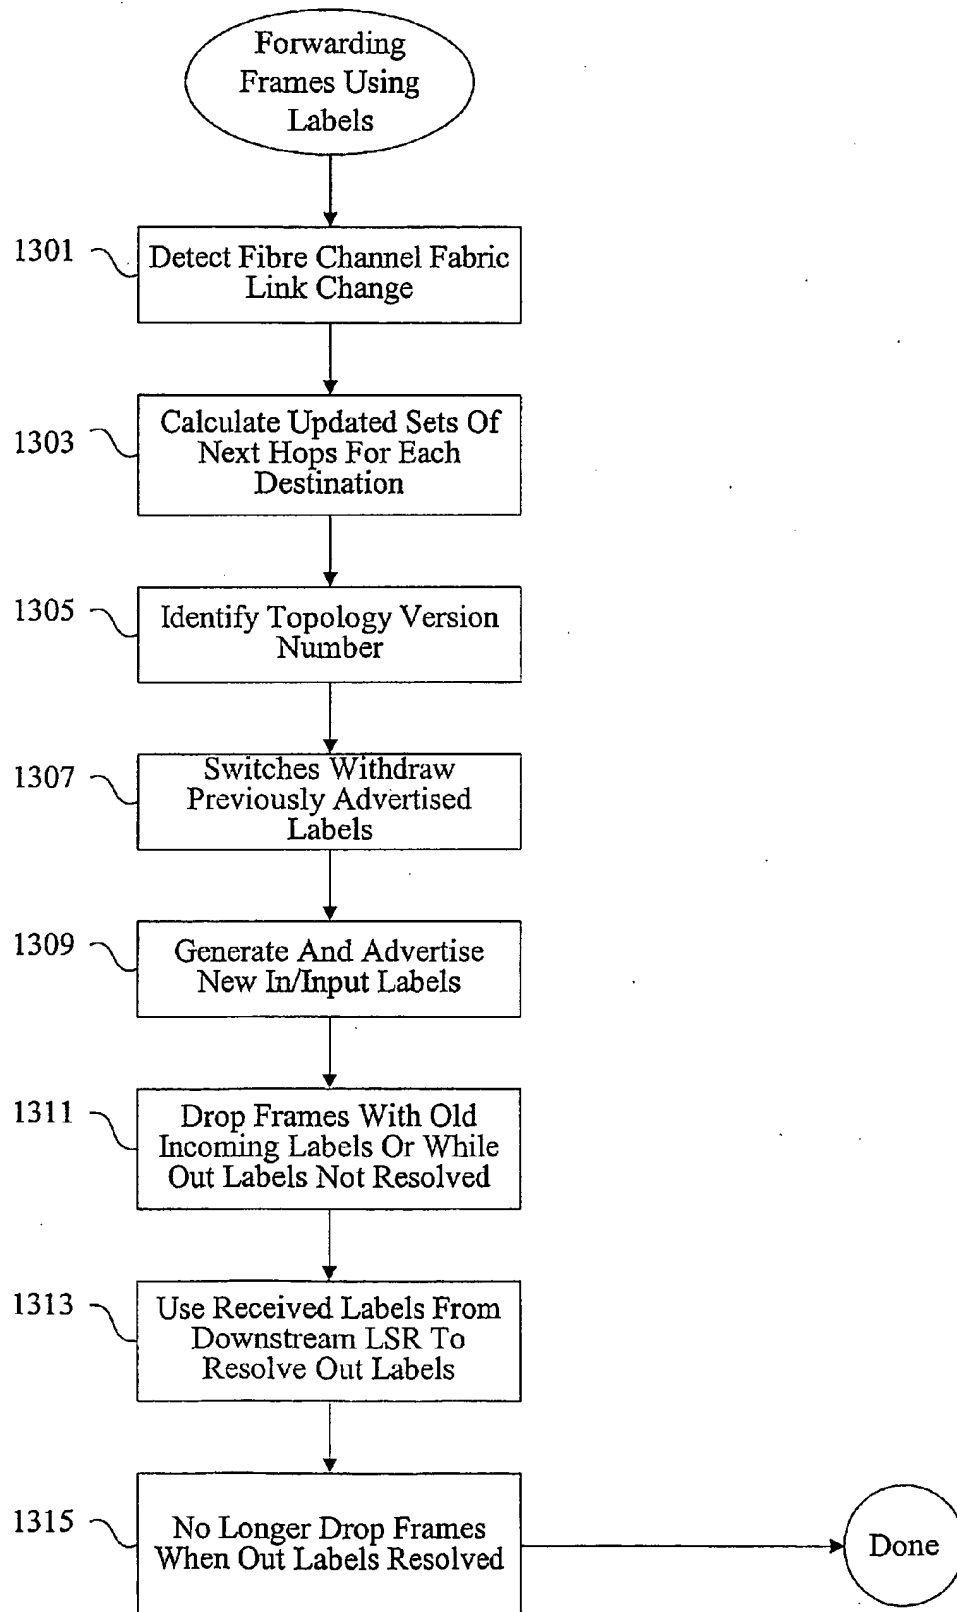 Forwarding
Frames Using
Labels
1301
Detect Fibre Channel Fabric
Link Change
1303
Calculate Updated Sets Of
Next Hops For Each
Destination
1305
Identify Topology Version
Number
1307
Switches Withdraw
Previously Advertised
Labels
1309
Generate And Advertise
New In/Input Labels
1311
Drop Frames With Old
Incoming Labels Or While
Out Labels Not Resolved
1313
Use Received Labels From
Downstream LSR To
Resolve Out Labels
1315
No Longer Drop Frames
When Out Labels Resolved
Done